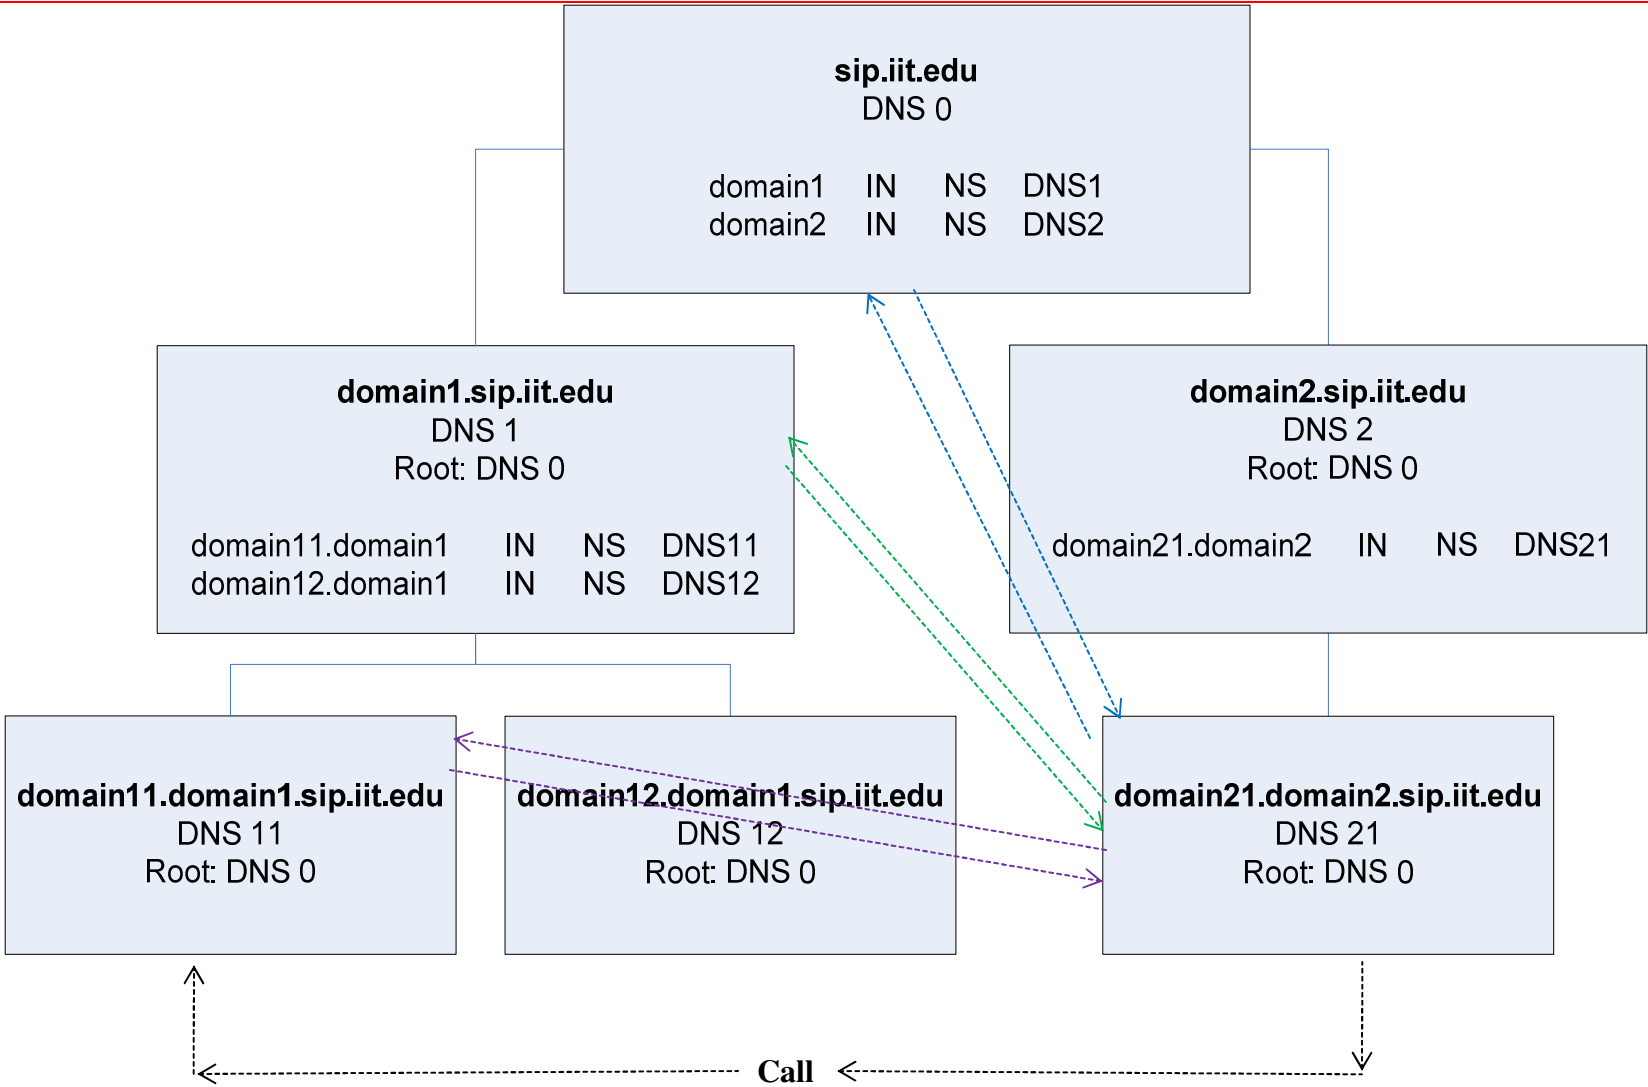 sip.iit.edu
DNS 0
domain1 IN NS DNS1
domain2 IN NS DNS2
domain1.sip.iit.edu
DNS 1
Root: DNS 0
domain11.domain1 IN NS DNS11
domain12.domain1 IN NS DNS12
domain2.sip.iit.edu
DNS 2
Root: DNS 0
domain21.domain2 IN NS DNS21
domain11.domain1.sip.iit.edu
DNS 11
Root: DNS 0
domain12.domain1.sip.iit.edu
DNS 12
Root: DNS 0
domain21.domain2.sip.iit.edu
DNS 21
Root: DNS 0
Call